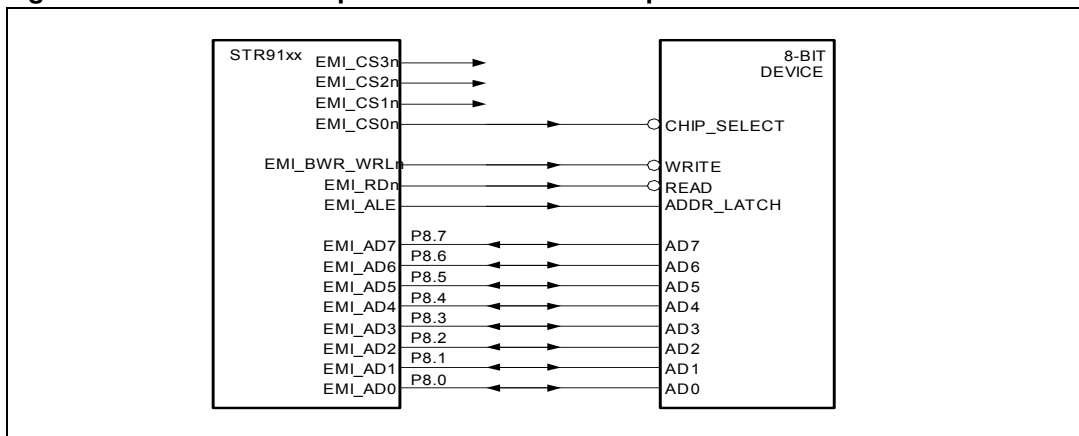 STR91xx
EMI_CS3n
EMI_CS2n
EMI_CS1n
EMI_CS0n
EMI_BWR_WRLn
EMI_RDn
EMI_ALE
EMI_AD7
EMI_AD6
EMI_AD5
EMI_AD4
EMI_AD3
EMI_AD2
EMI_AD1
EMI_AD0
P8.7
P8.6
P8.5
P8.4
P8.3
P8.2
P8.1
P8.0
8-BIT
DEVICE
CHIP_SELECT
WRITE
READ
ADDR_LATCH
AD7
AD6
AD5
AD4
AD3
AD2
AD1
AD0